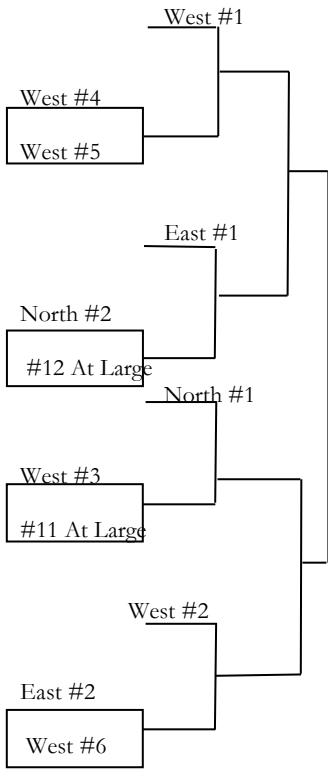 West #1
West #4
West #5
East #1
North #2
#12 At Large
North #1
West #3
#11 At Large
West #2
East #2
West #6